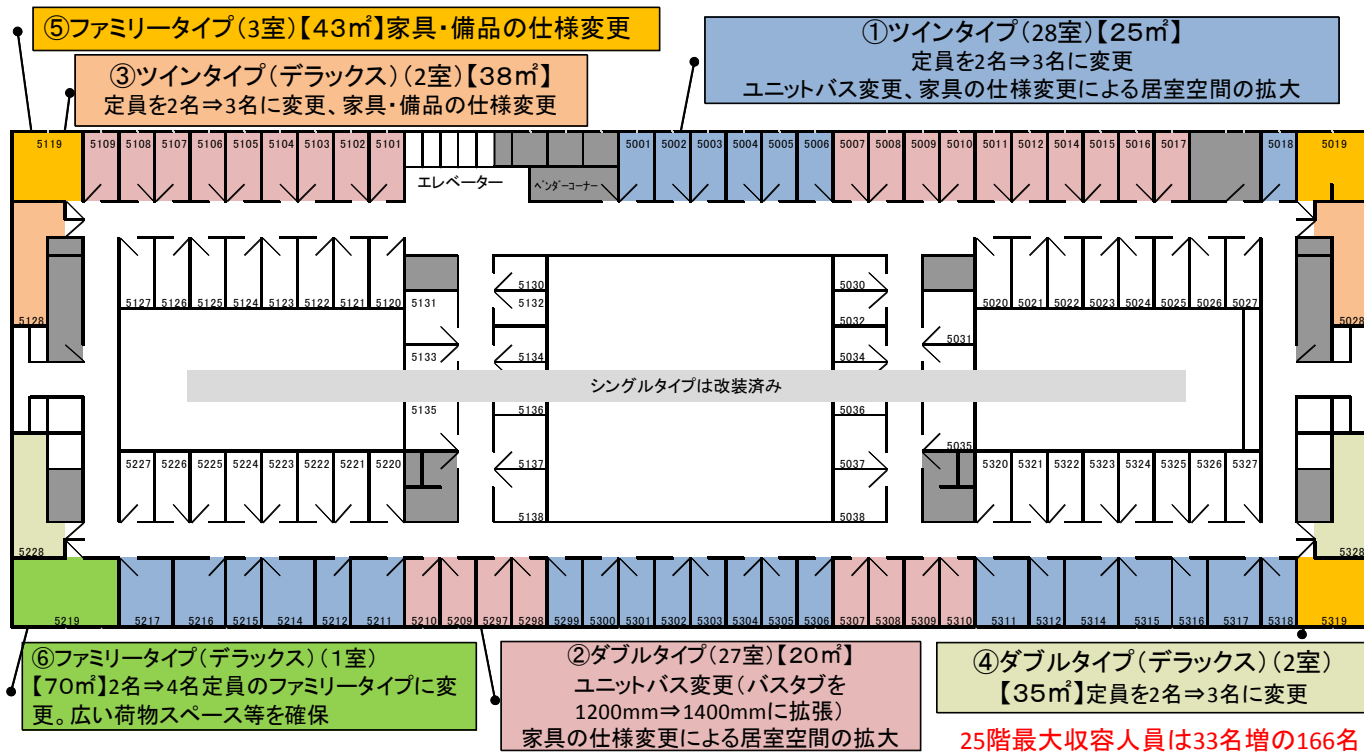 ⑤ファミリータイプ(3室)【43㎡】家具・備品の仕様変更
③ツインタイプ(デラックス)(2室)【38㎡】
定員を2名⇒3名に変更、家具・備品の仕様変更
①ツインタイプ(28室)【25㎡】
定員を2名⇒3名に変更
ユニットバス変更、家具の仕様変更による居室空間の拡大
5119 5109 5108 5107 5106 5105 5104 5103 5102 5101 5001 5002 5003 5004 5005 5006 5007 5008 5009 5010 5011 5012 5014 5015 5016 5017 5018 5019
エレベーター
ベンダーコーナー
5130 5030
5127 5126 5125 5124 5123 5122 5121 5120 5131 5132 5032 5020 5021 5022 5023 5024 5025 5026 5027
5128 5028
5031
5133 5134 5034
シングルタイプは改装済み
5135 5136 5036
5035
5227 5226 5225 5224 5223 5222 5221 5220 5137 5037 5320 5321 5322 5323 5324 5325 5326 5327
5138 5038
5228 5328
5219 5217 5216 5215 5214 5212 5211 5210 5209 5297 5298 5299 5300 5301 5302 5303 5304 5305 5306 5307 5308 5309 5310 5311 5312 5314 5315 5316 5317 5318 5319
⑥ファミリータイプ(デラックス)(1室)
【70㎡】2名⇒4名定員のファミリータイプに変
更。広い荷物スペース等を確保
②ダブルタイプ(27室)【20㎡】
ユニットバス変更(バスタブを
1200mm⇒1400mmに拡張)
家具の仕様変更による居室空間の拡大
④ダブルタイプ(デラックス)(2室)
【35㎡】定員を2名⇒3名に変更
25階最大収容人員は33名増の166名